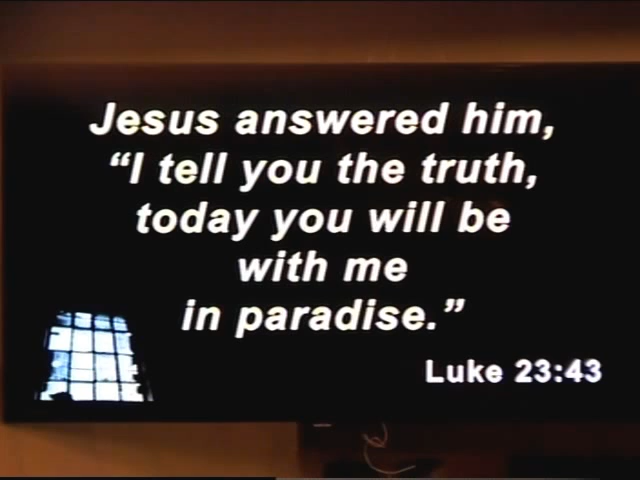 Jesus answered him,
“I tell you the truth,
today you will be
with me
in paradise.”
Luke 23:43